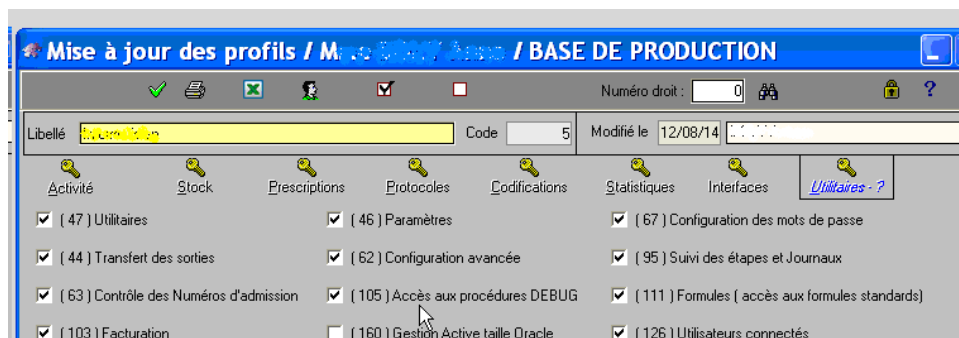 Mise à jour des profils / / BASE DE PRODUCTION
Numéro droit : 0 ?
Libellé Code 5 Modifié le 12/08/14
Activité Stock Prescriptions Protocoles Codifications Statistiques Interfaces Utilitaires - ?
( 47 ) Utilitaires ( 46 ) Paramètres ( 67 ) Configuration des mots de passe
( 44 ) Transfert des sorties ( 62 ) Configuration avancée ( 95 ) Suivi des étapes et Journaux
( 63 ) Contrôle des Numéros d'admission ( 105 ) Accès aux procédures DEBUG ( 111 ) Formules ( accès aux formules standards)
( 103 ) Facturation ( 160 ) Gestion Active taille Oracle ( 126 ) Utilisateurs connectés